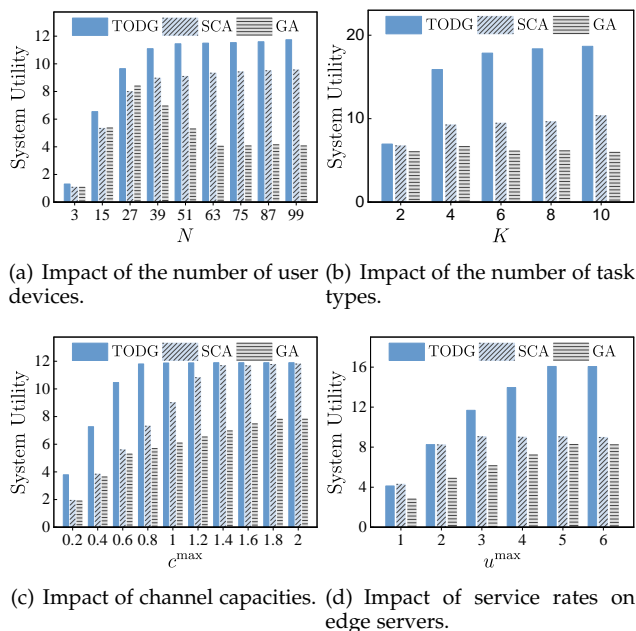 TODG SCA GA
12
10
8
6
4
2
0
System Utility
3 15 27 39 51 63 75 87 99
N
(a) Impact of the number of user devices.
TODG SCA GA
20
10
0
System Utility
2 4 6 8 10
K
(b) Impact of the number of task types.
TODG SCA GA
12
10
8
6
4
2
0
System Utility
0.2 0.4 0.6 0.8 1 1.2 1.4 1.6 1.8 2
c^max
(c) Impact of channel capacities.
TODG SCA GA
16
12
8
4
0
System Utility
1 2 3 4 5 6
u^max
(d) Impact of service rates on edge servers.